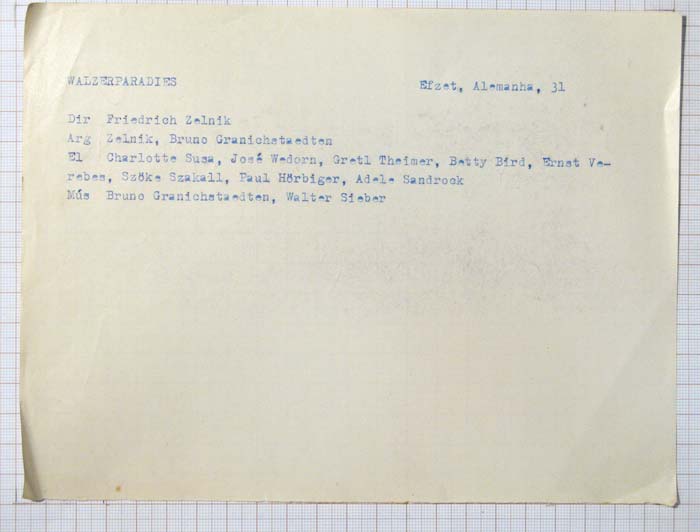 WALZERPARADIES Efzet, Alemanha, 31
Dir Friedrich Zelnik
Arg Zelnik, Bruno Granichstaedten
El Charlotte Susa, José Wedorn, Gretl Theimer, Betty Bird, Ernst Ve-
rebes, Szöke Szakall, Paul Hörbiger, Adele Sandrock
Mús Bruno Granichstaedten, Walter Sieber